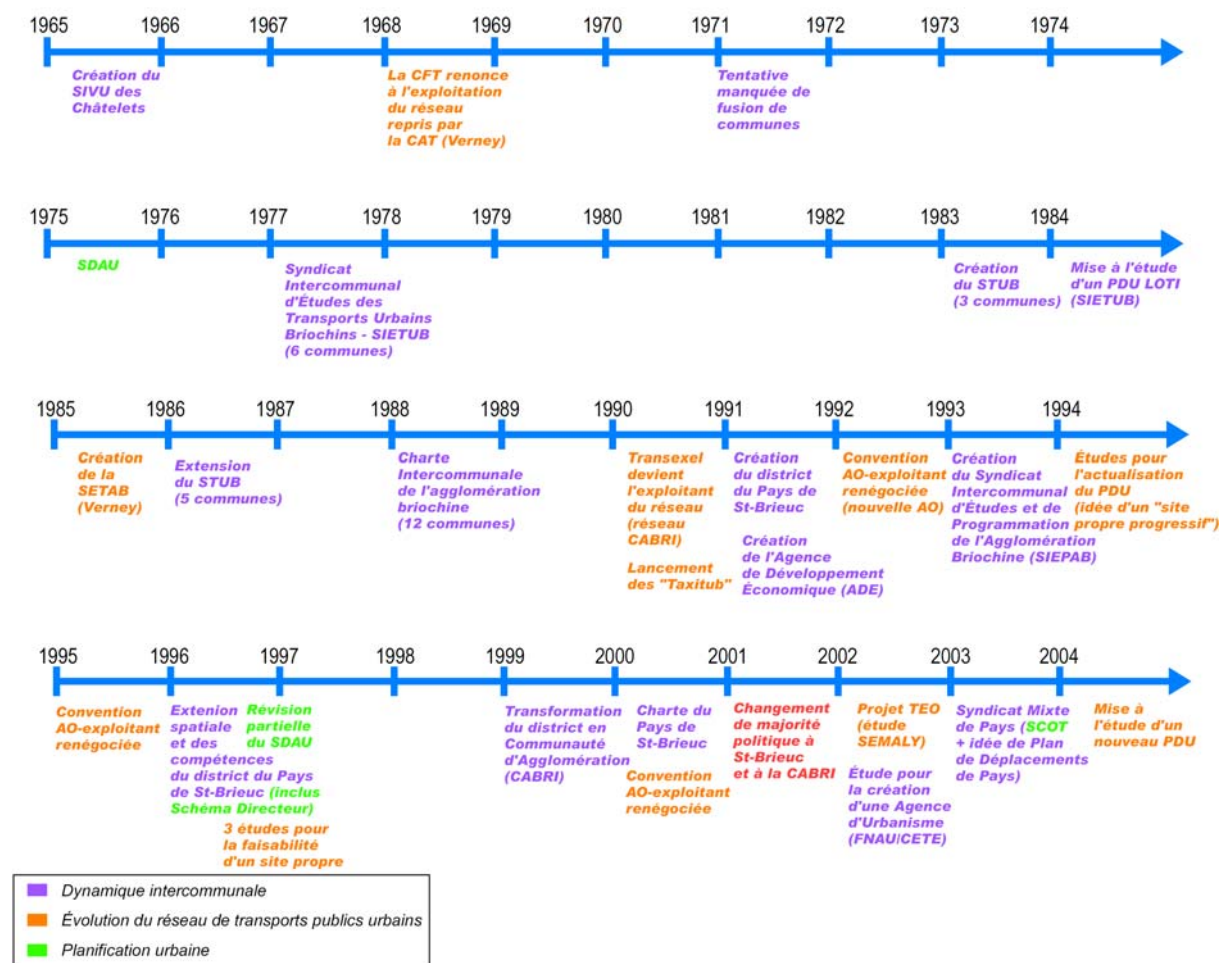 1965 1966 1967 1968 1969 1970 1971 1972 1973 1974
Création du
SIVU des
Châtelets
La CFT renonce
à l'exploitation
du réseau
repris par
la CAT (Verney)
Tentative
manquée de
fusion de
communes
1975 1976 1977 1978 1979 1980 1981 1982 1983 1984
SDAU
Syndicat
Intercommunal
d'Études des
Transports Urbains
Briochins - SIETUB
(6 communes)
Création
du STUB
(3 communes)
Mise à l'étude
d'un PDU LOTI
(SIETUB)
1985 1986 1987 1988 1989 1990 1991 1992 1993 1994
Création
de la
SETAB
(Verney)
Extension
du STUB
(5 communes)
Charte
Intercommunale
de l'agglomération
briochine
(12 communes)
Transexel
devient
l'exploitant
du réseau
(réseau
CABRI)
Lancement
des "Taxitub"
Création
du district
du Pays de
St-Brieuc
Création
de l'Agence
de Développement
Économique (ADE)
Convention
AO-exploitant
renégociée
(nouvelle AO)
Création
du Syndicat
Intercommunal
d'Études et de
Programmation
de l'Agglomération
Briochine (SIEPAB)
Études pour
l'actualisation
du PDU
(idée d'un "site
propre progressif")
1995 1996 1997 1998 1999 2000 2001 2002 2003 2004
Convention
AO-exploitant
renégociée
Extenion
spatiale
et des
compétences
du district du Pays
de St-Brieuc (inclus
Schéma Directeur)
Révision
partielle
du SDAU
3 études pour
la faisabilité
d'un site propre
Transformation
du district en
Communauté
d'Agglomération
(CABRI)
Charte du
Pays de
St-Brieuc
Convention
AO-exploitant
renégociée
Changement
de majorité
politique à
St-Brieuc
et à la CABRI
Projet TEO
(étude
SEMALY)
Étude pour
la création
d'une Agence
d'Urbanisme
(FNAU/CETE)
Syndicat Mixte
de Pays (SCOT
+ idée de Plan
de Déplacements
de Pays)
Mise à
l'étude d'un
nouveau PDU
Dynamique intercommunale
Évolution du réseau de transports publics urbains
Planification urbaine